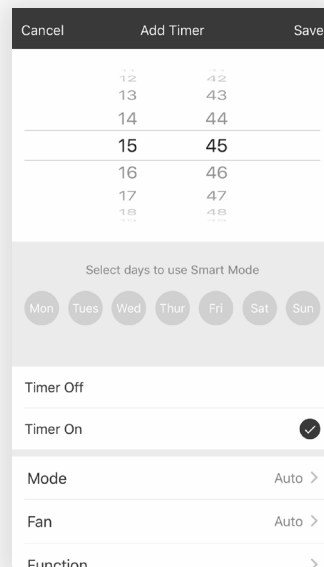 Cancel Add Timer Save
12 42
13 43
14 44
15 45
16 46
17 47
18 48
Select days to use Smart Mode
Mon Tues Wed Thur Fri Sat Sun
Timer Off
Timer On
Mode Auto >
Fan Auto >
Function >